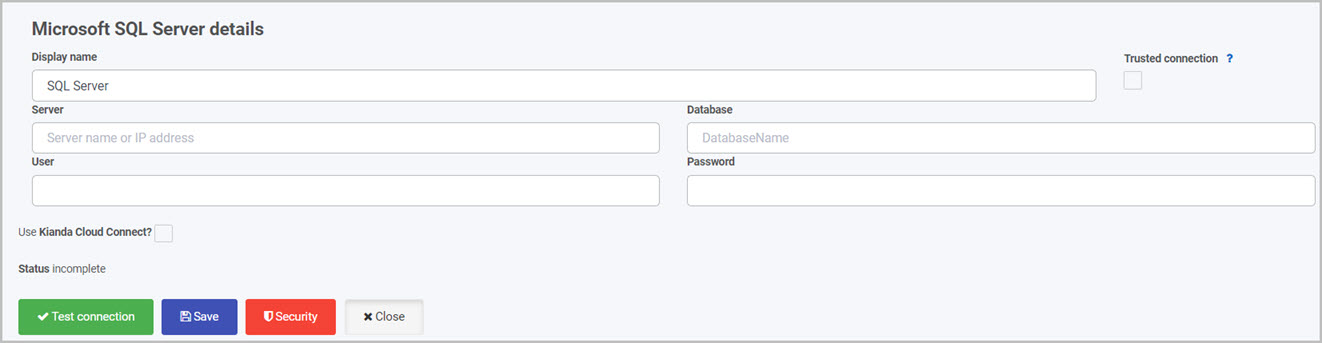 Microsoft SQL Server details
Display name
Trusted connection ?
SQL Server
Server
Database
Server name or IP address
DatabaseName
User
Password
Use Kianda Cloud Connect?
Status incomplete
Test connection
Save
Security
Close